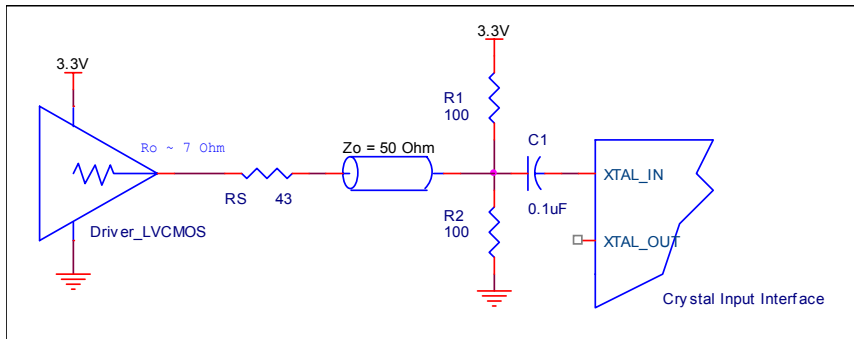 3.3V
3.3V
R1
100
Ro ~ 7 Ohm
Zo = 50 Ohm
C1
XTAL_IN
RS 43
0.1uF
R2
100
Driver_LVCMOS
XTAL_OUT
Crystal Input Interface